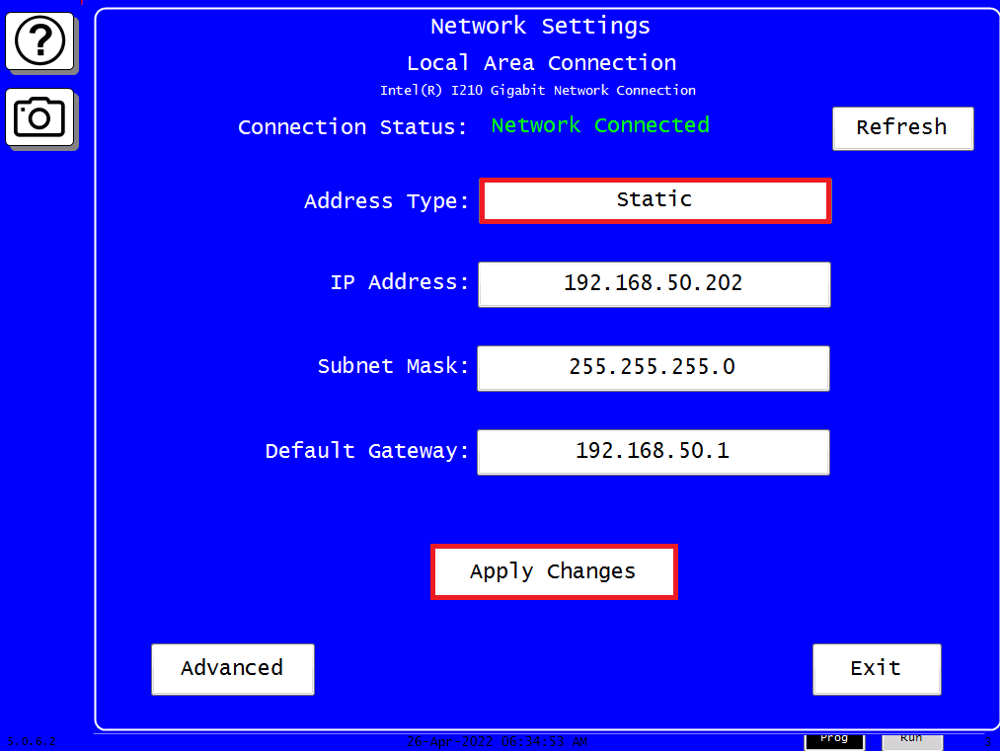 ?
Network Settings
Local Area Connection
Intel(R) I210 Gigabit Network Connection
Connection Status: Network Connected
Refresh
Address Type: Static
IP Address: 192.168.50.202
Subnet Mask: 255.255.255.0
Default Gateway: 192.168.50.1
Apply Changes
Advanced
Exit
5.0.6.2
26-Apr-2022 06:34:53 AM
Prog
Run
3